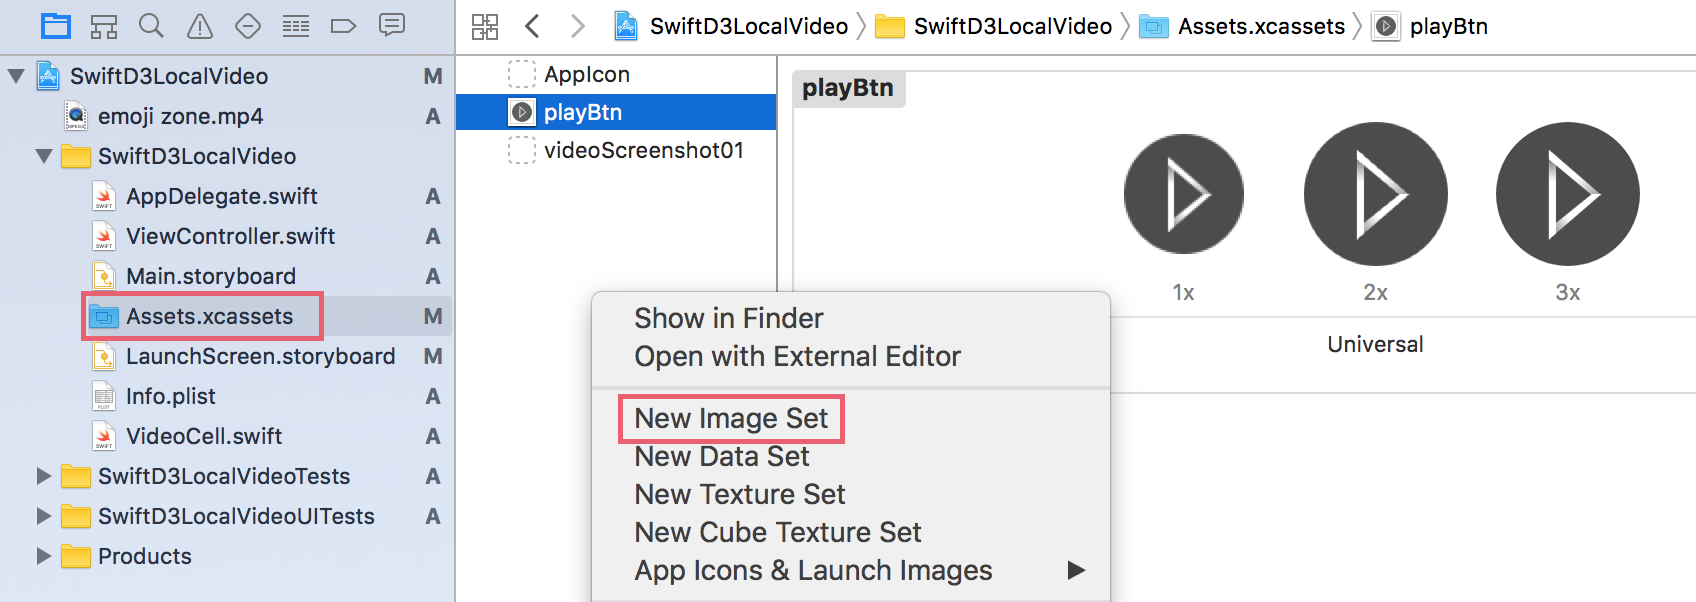 SwiftD3LocalVideo M
emoji zone.mp4 A
SwiftD3LocalVideo
AppDelegate.swift A
ViewController.swift A
Main.storyboard A
Assets.xcassets M
LaunchScreen.storyboard M
Info.plist A
VideoCell.swift A
SwiftD3LocalVideoTests A
SwiftD3LocalVideoUITests A
Products
SwiftD3LocalVideo SwiftD3LocalVideo Assets.xcassets playBtn
AppIcon
playBtn
videoScreenshot01
playBtn
1x 2x 3x
Universal
Show in Finder
Open with External Editor
New Image Set
New Data Set
New Texture Set
New Cube Texture Set
App Icons & Launch Images